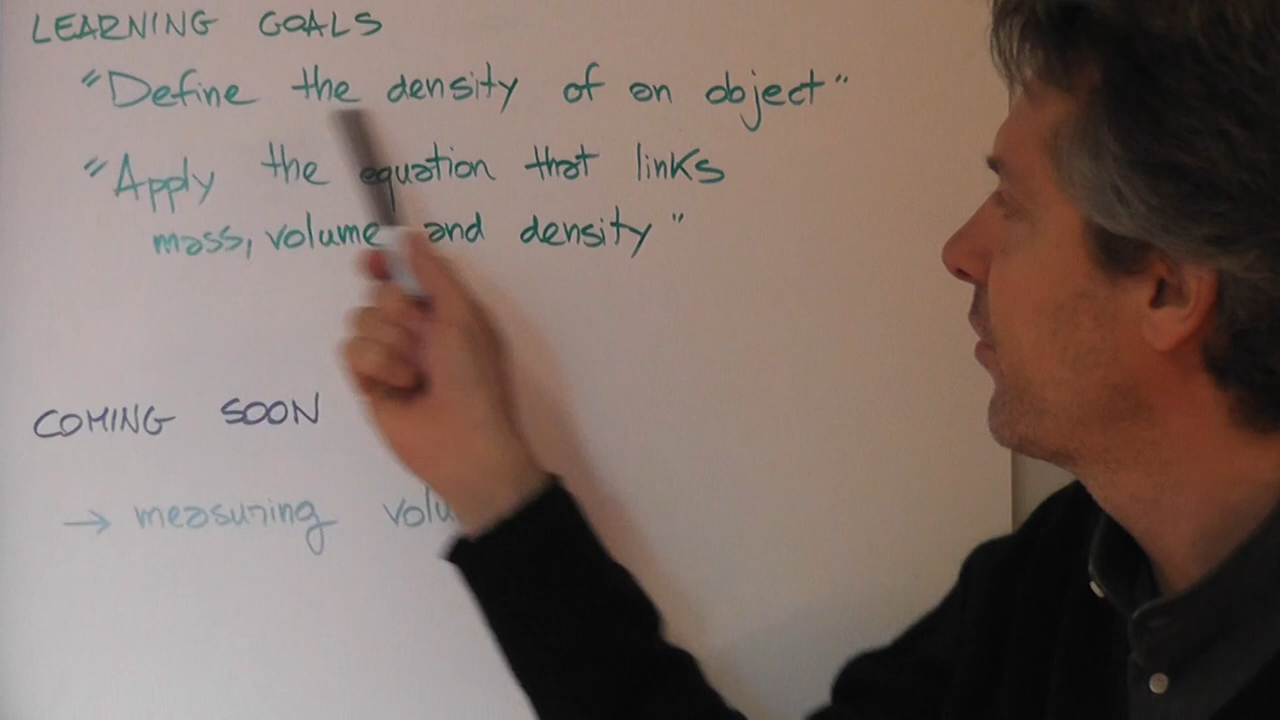 LEARNING GOALS
"Define the density of an object"
"Apply the equation that links
mass, volume and density"
COMING SOON
→ measuring